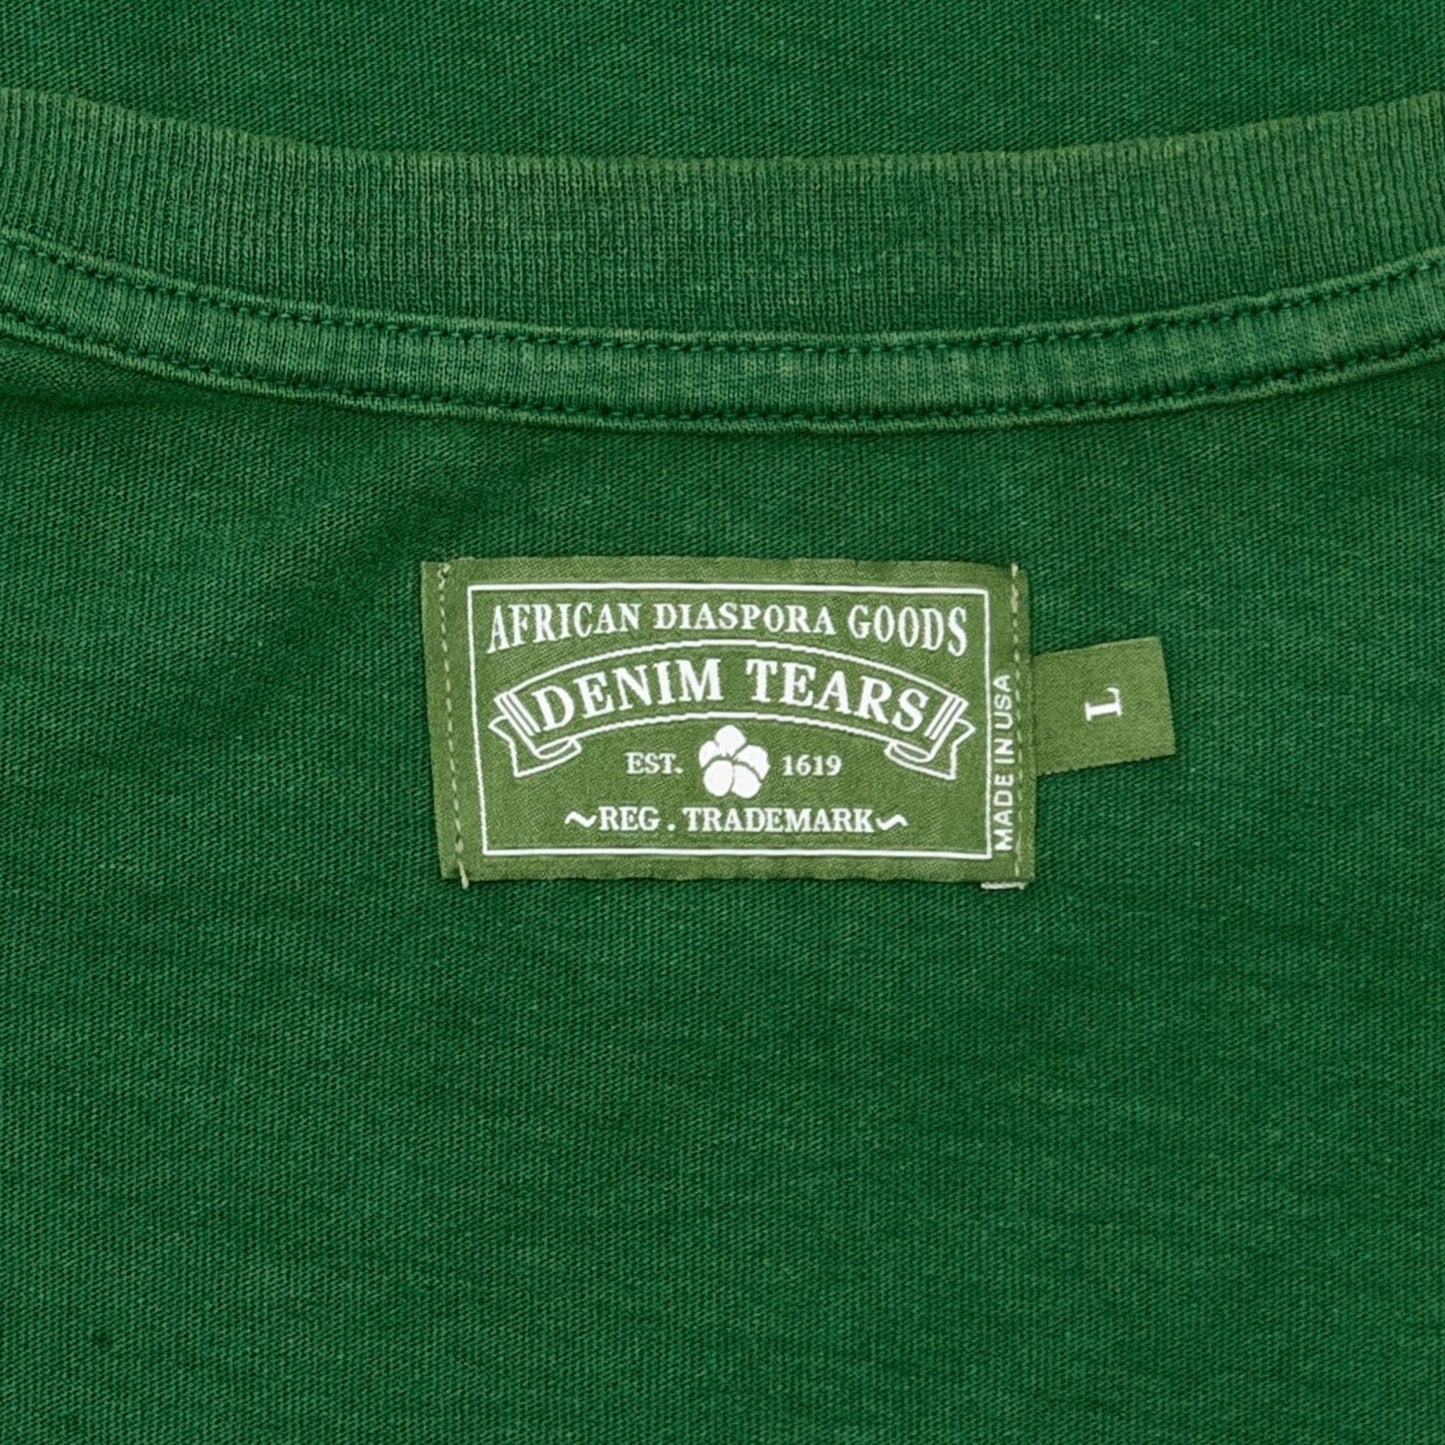 AFRICAN DIASPORA GOODS
DENIM TEARS
EST. 1619
~REG. TRADEMARK~
MADE IN USA
L